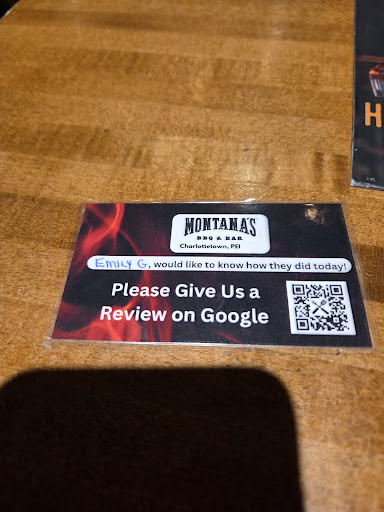 MONTANA'S
BBQ & BAR
Charlottetown, PEI
EMILY G, would like to know how they did today!
Please Give Us a
Review on Google
H